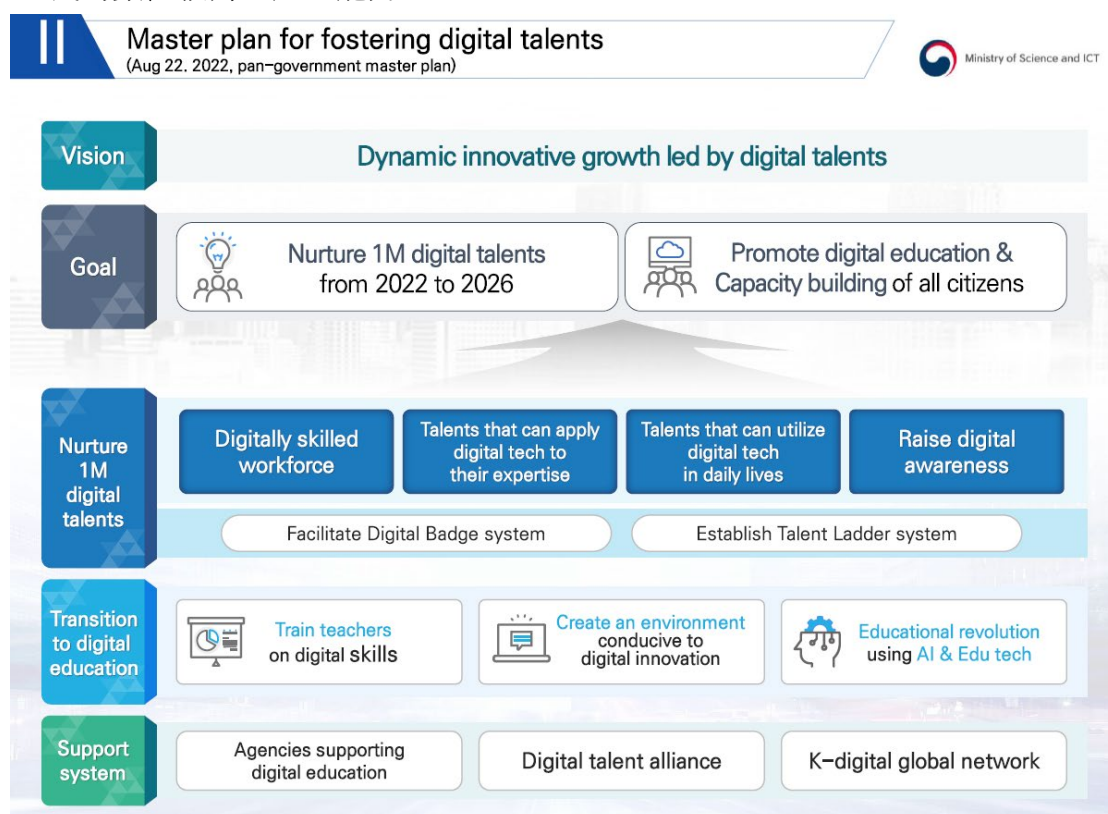 II
Master plan for fostering digital talents
(Aug 22, 2022, pan-government master plan)
Ministry of Science and ICT
Vision
Dynamic innovative growth led by digital talents
Goal
Nurture 1M digital talents
from 2022 to 2026
Promote digital education &
Capacity building of all citizens
Nurture
1M
digital
talents
Digitally skilled
workforce
Talents that can apply
digital tech to
their expertise
Talents that can utilize
digital tech
in daily lives
Raise digital
awareness
Facilitate Digital Badge system
Establish Talent Ladder system
Transition
to digital
education
Train teachers
on digital skills
Create an environment
conducive to
digital innovation
Educational revolution
using AI & Edu tech
Support
system
Agencies supporting
digital education
Digital talent alliance
K-digital global network